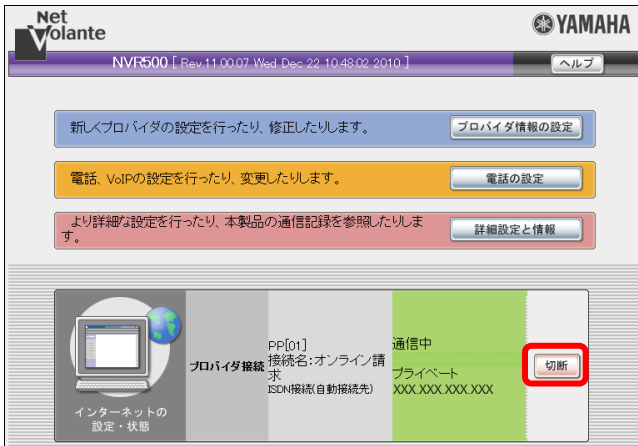 Net
Volante
YAMAHA
NVR500 [ Rev.11.00.07 Wed Dec 22 10:48:02 2010 ]
ヘルプ
新しくプロバイダの設定を行ったり、修正したりします。
プロバイダ情報の設定
電話、VoIPの設定を行ったり、変更したりします。
電話の設定
より詳細な設定を行ったり、本製品の通信記録を参照したりしま
す。
詳細設定と情報
インターネットの
設定・状態
プロバイダ接続
PP[01]
接続名:オンライン請
求
ISDN接続(自動接続先)
通信中
プライベート
XXX.XXX.XXX.XXX
切断